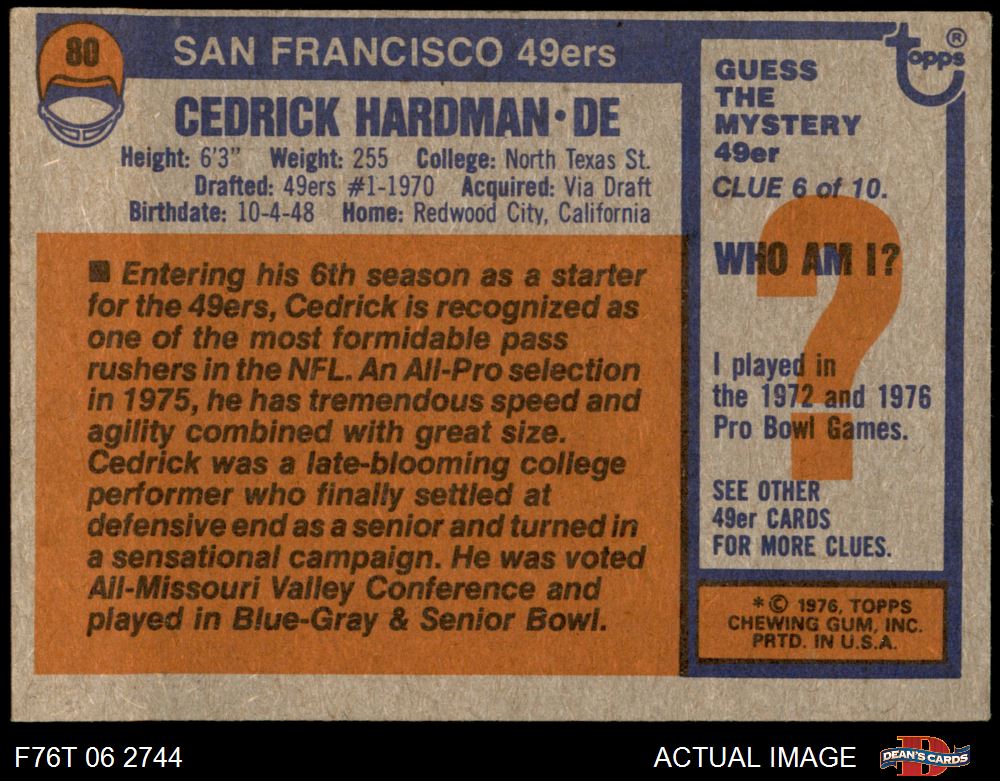 80
SAN FRANCISCO 49ers
CEDRICK HARDMAN • DE
Height: 6'3" Weight: 255 College: North Texas St.
Drafted: 49ers #1-1970 Acquired: Via Draft
Birthdate: 10-4-48 Home: Redwood City, California
■ Entering his 6th season as a starter
for the 49ers, Cedrick is recognized as
one of the most formidable pass
rushers in the NFL. An All-Pro selection
in 1975, he has tremendous speed and
agility combined with great size.
Cedrick was a late-blooming college
performer who finally settled at
defensive end as a senior and turned in
a sensational campaign. He was voted
All-Missouri Valley Conference and
played in Blue-Gray & Senior Bowl.
topps ®
GUESS
THE
MYSTERY
49er
CLUE 6 of 10.
?
WHO AM I?
I played in
the 1972 and 1976
Pro Bowl Games.
SEE OTHER
49er CARDS
FOR MORE CLUES.
* © 1976, TOPPS
CHEWING GUM, INC.
PRTD. IN U.S.A.
F76T 06 2744
ACTUAL IMAGE
D
DEAN'S CARDS